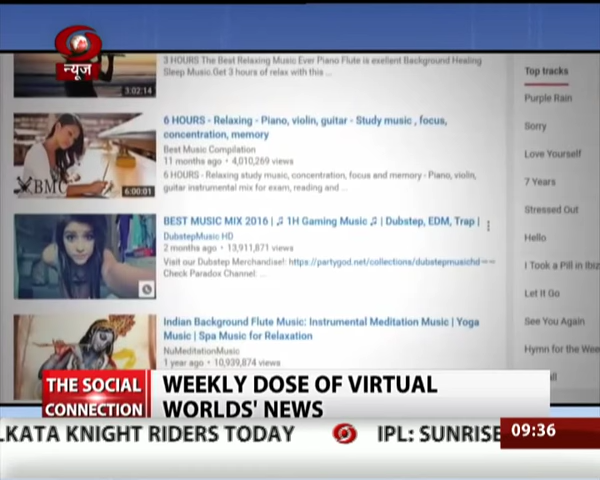 न्यूज़
3 HOURS The Best Relaxing Music Ever Piano Flute is exellent Background Healing
Sleep Music.Get 3 hours of relax with this ...
3:02:14
6 HOURS - Relaxing - Piano, violin, guitar - Study music , focus,
concentration, memory
Best Music Compilation
11 months ago • 4,010,269 views
6 HOURS - Relaxing study music, concentration, focus and memory - Piano, violin,
guitar instrumental mix for exam, reading and ...
BMC
6:00:01
BEST MUSIC MIX 2016 | ♫ 1H Gaming Music ♫ | Dubstep, EDM, Trap |
DubstepMusic HD
2 months ago • 13,911,871 views
Visit our Dubstep Merchandise!: https://partygod.net/collections/dubstepmusichd
Check Paradox Channel: ...
Indian Background Flute Music: Instrumental Meditation Music | Yoga
Music | Spa Music for Relaxation
NuMeditationMusic
1 year ago • 10,939,874 views
Top tracks
Purple Rain
Sorry
Love Yourself
7 Years
Stressed Out
Hello
I Took a Pill in Ibiz
Let It Go
See You Again
Hymn for the Wee
THE SOCIAL
CONNECTION
WEEKLY DOSE OF VIRTUAL
WORLDS' NEWS
LKATA KNIGHT RIDERS TODAY IPL: SUNRISE
09:36